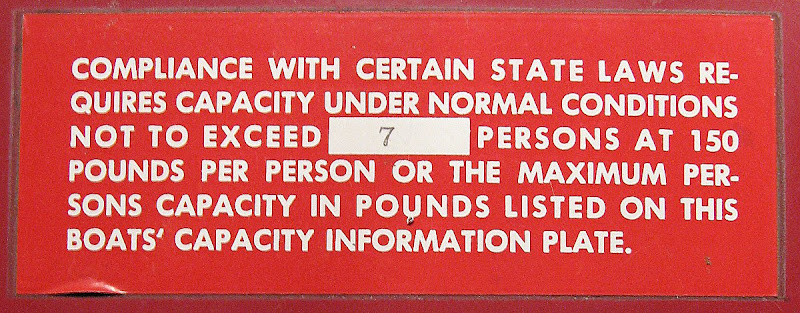 COMPLIANCE WITH CERTAIN STATE LAWS RE-
QUIRES CAPACITY UNDER NORMAL CONDITIONS
NOT TO EXCEED 7 PERSONS AT 150
POUNDS PER PERSON OR THE MAXIMUM PER-
SONS CAPACITY IN POUNDS LISTED ON THIS
BOATS‘ CAPACITY INFORMATION PLATE.